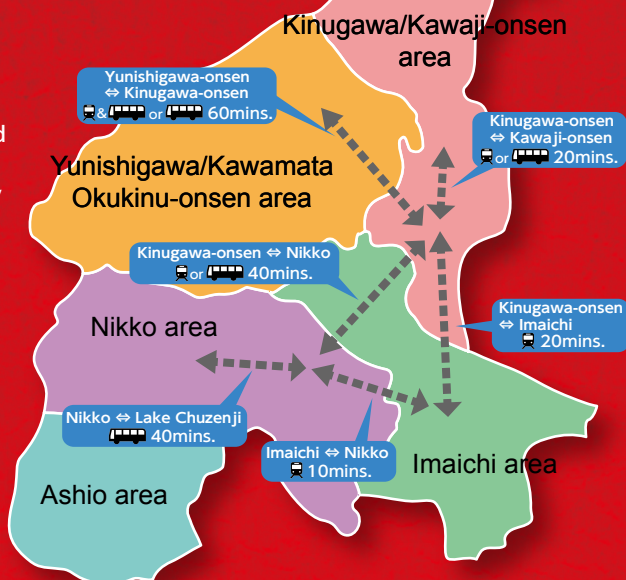 Kinugawa/Kawaji-onsen
area
Yunishigawa-onsen
⇔ Kinugawa-onsen
& or 60mins.
Kinugawa-onsen
⇔ Kawaji-onsen
or 20mins.
Yunishigawa/Kawamata
Okukinu-onsen area
Kinugawa-onsen ⇔ Nikko
or 40mins.
Kinugawa-onsen
⇔ Imaichi
20mins.
Nikko area
Nikko ⇔ Lake Chuzenji
40mins.
Imaichi ⇔ Nikko
10mins.
Imaichi area
Ashio area